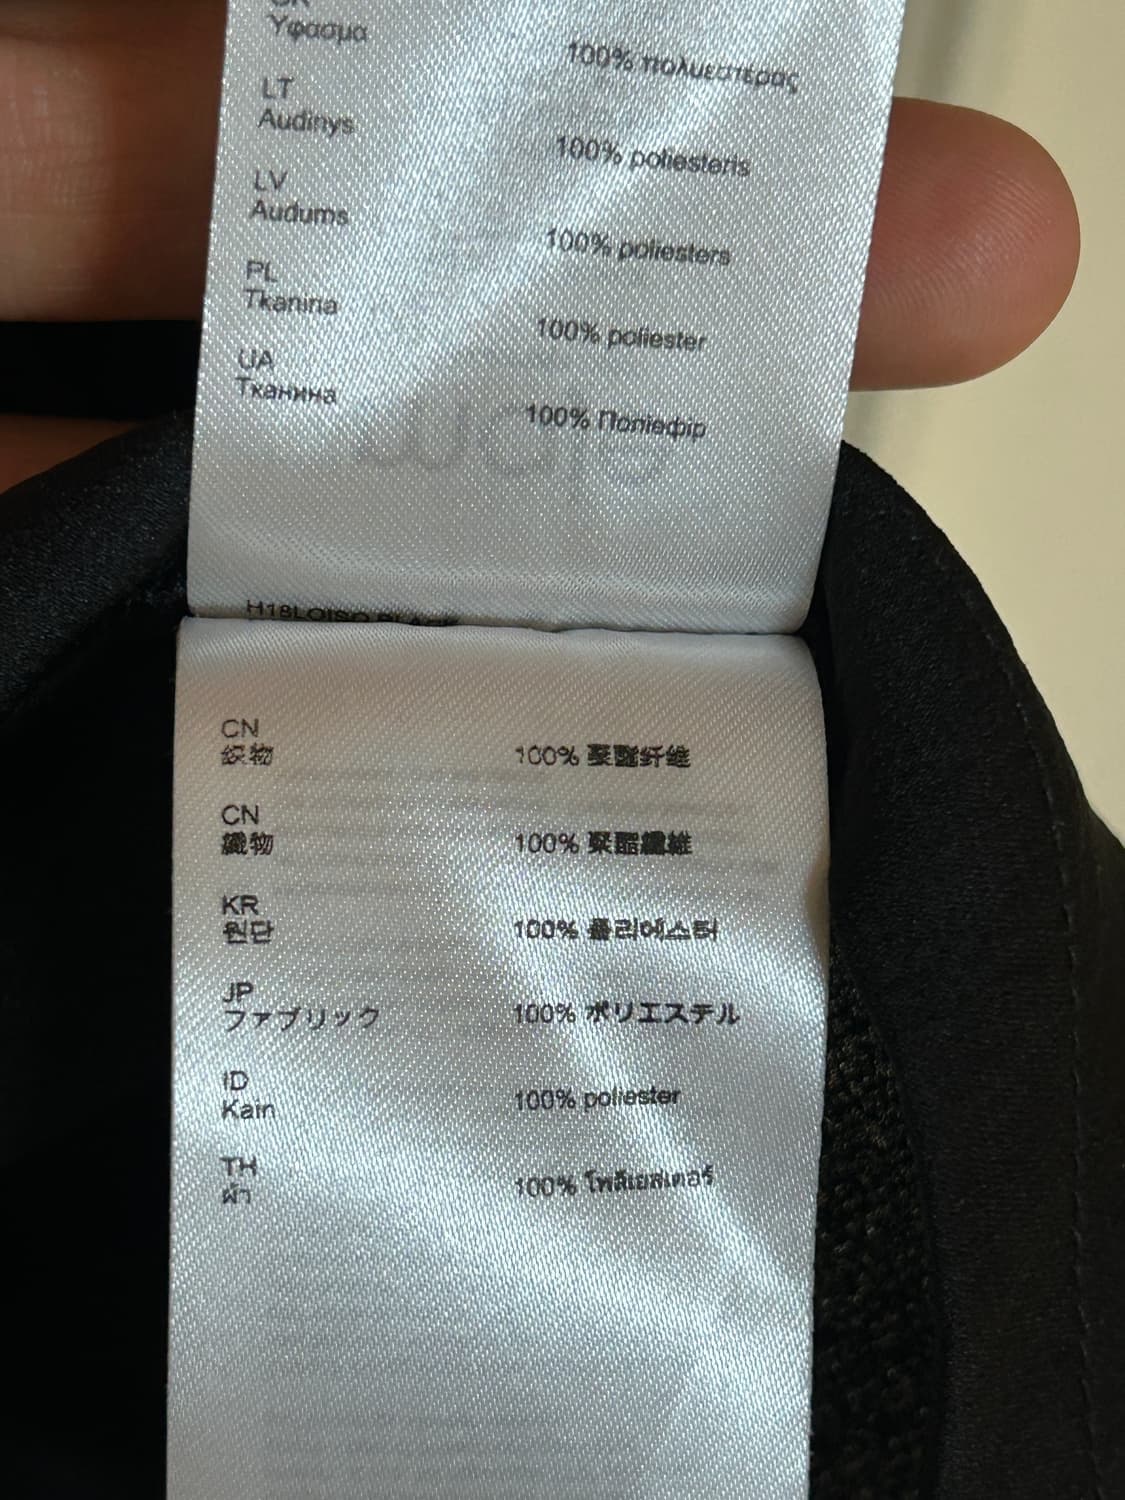 Ύφασμα
100% πολυεστέρας
LT
Audinys
100% poliesteris
LV
Audums
100% poliesters
PL
Tkanina
100% poliester
UA
Тканина
100% Поліефір
CN
织物 100% 聚酯纤维
CN
織物 100% 聚酯纖維
KR
원단 100% 폴리에스터
JP
ファブリック 100% ポリエステル
ID
Kain 100% poliester
TH
ผ้า 100% โพลีเยสเตอร์